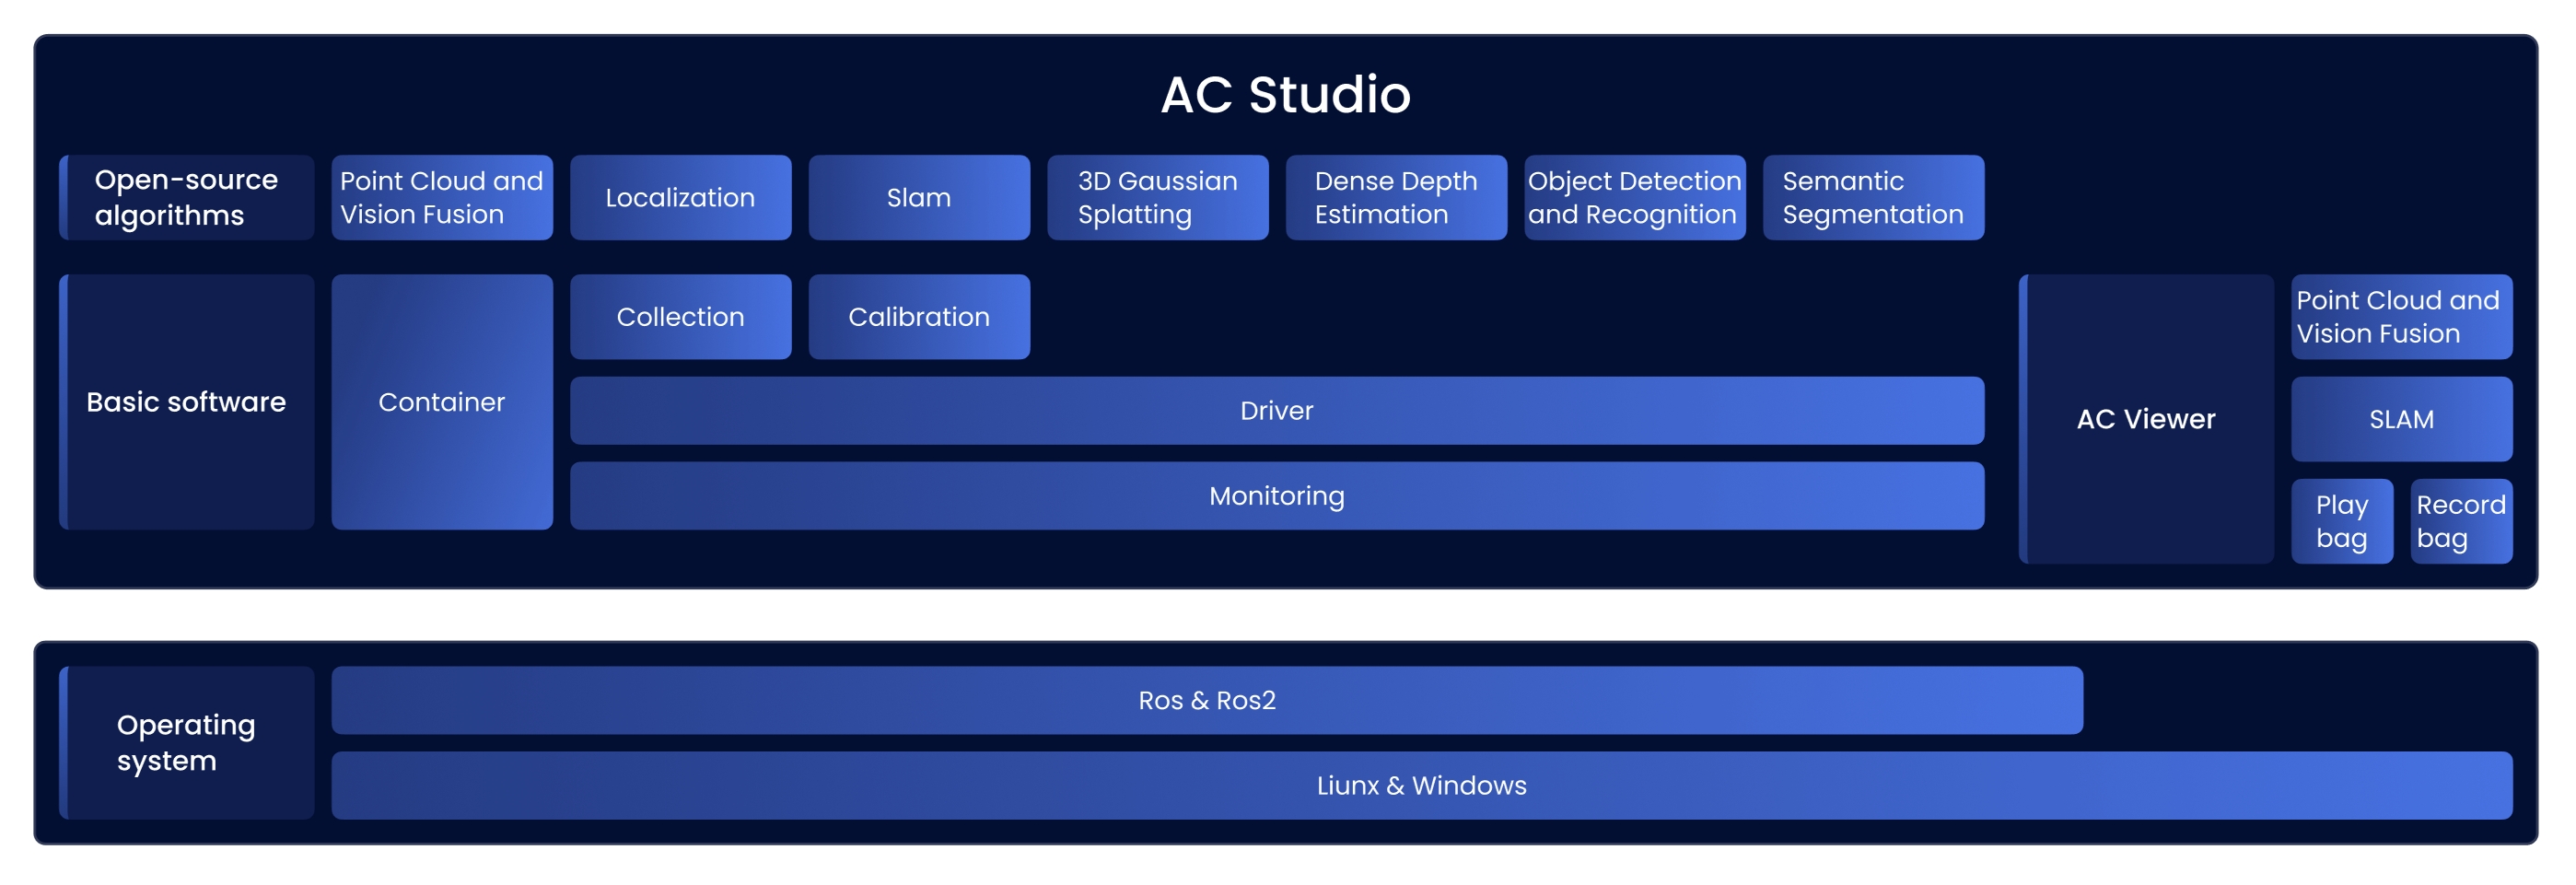 AC Studio
Open-source
algorithms
Point Cloud and
Vision Fusion
Localization
Slam
3D Gaussian
Splatting
Dense Depth
Estimation
Object Detection
and Recognition
Semantic
Segmentation
Basic software
Container
Collection
Calibration
Driver
Monitoring
AC Viewer
Point Cloud and
Vision Fusion
SLAM
Play
bag
Record
bag
Operating
system
Ros & Ros2
Liunx & Windows